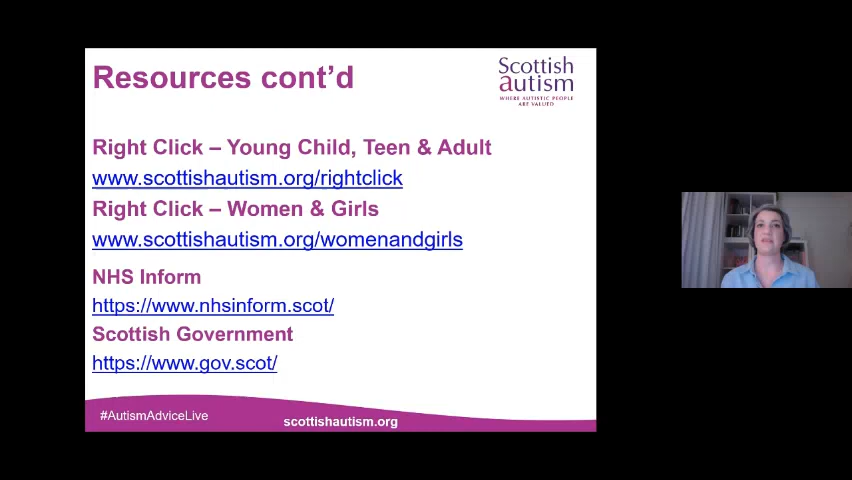 Resources cont’d
Scottish
autism
WHERE AUTISTIC PEOPLE
ARE VALUED
Right Click – Young Child, Teen & Adult
www.scottishautism.org/rightclick
Right Click – Women & Girls
www.scottishautism.org/womenandgirls
NHS Inform
https://www.nhsinform.scot/
Scottish Government
https://www.gov.scot/
#AutismAdviceLive
scottishautism.org